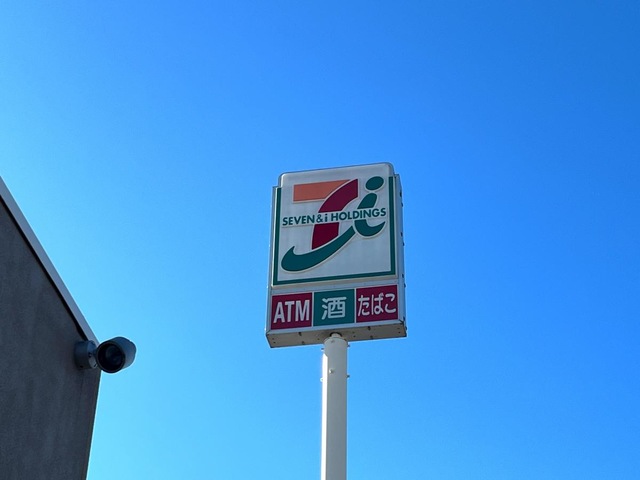 SEVEN & i HOLDINGS
ATM 酒 たばこ